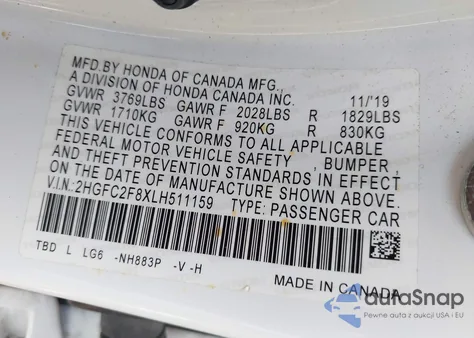 MFD.BY HONDA OF CANADA MFG.,
A DIVISION OF HONDA CANADA INC. 11/'19
GVWR 3769LBS GAWR F 2028LBS R 1829LBS
GVWR 1710KG GAWR F 920KG R 830KG
THIS VEHICLE CONFORMS TO ALL APPLICABLE
FEDERAL MOTOR VEHICLE SAFETY , BUMPER ,
AND THEFT PREVENTION STANDARDS IN EFFECT
ON THE DATE OF MANUFACTURE SHOWN ABOVE.
V.I.N.: 2HGFC2F8XLH511159 TYPE: PASSENGER CAR
TBD L LG6 -NH883P -V -H
MADE IN CANADA
autaSnap
Pewne auta z USA i EU